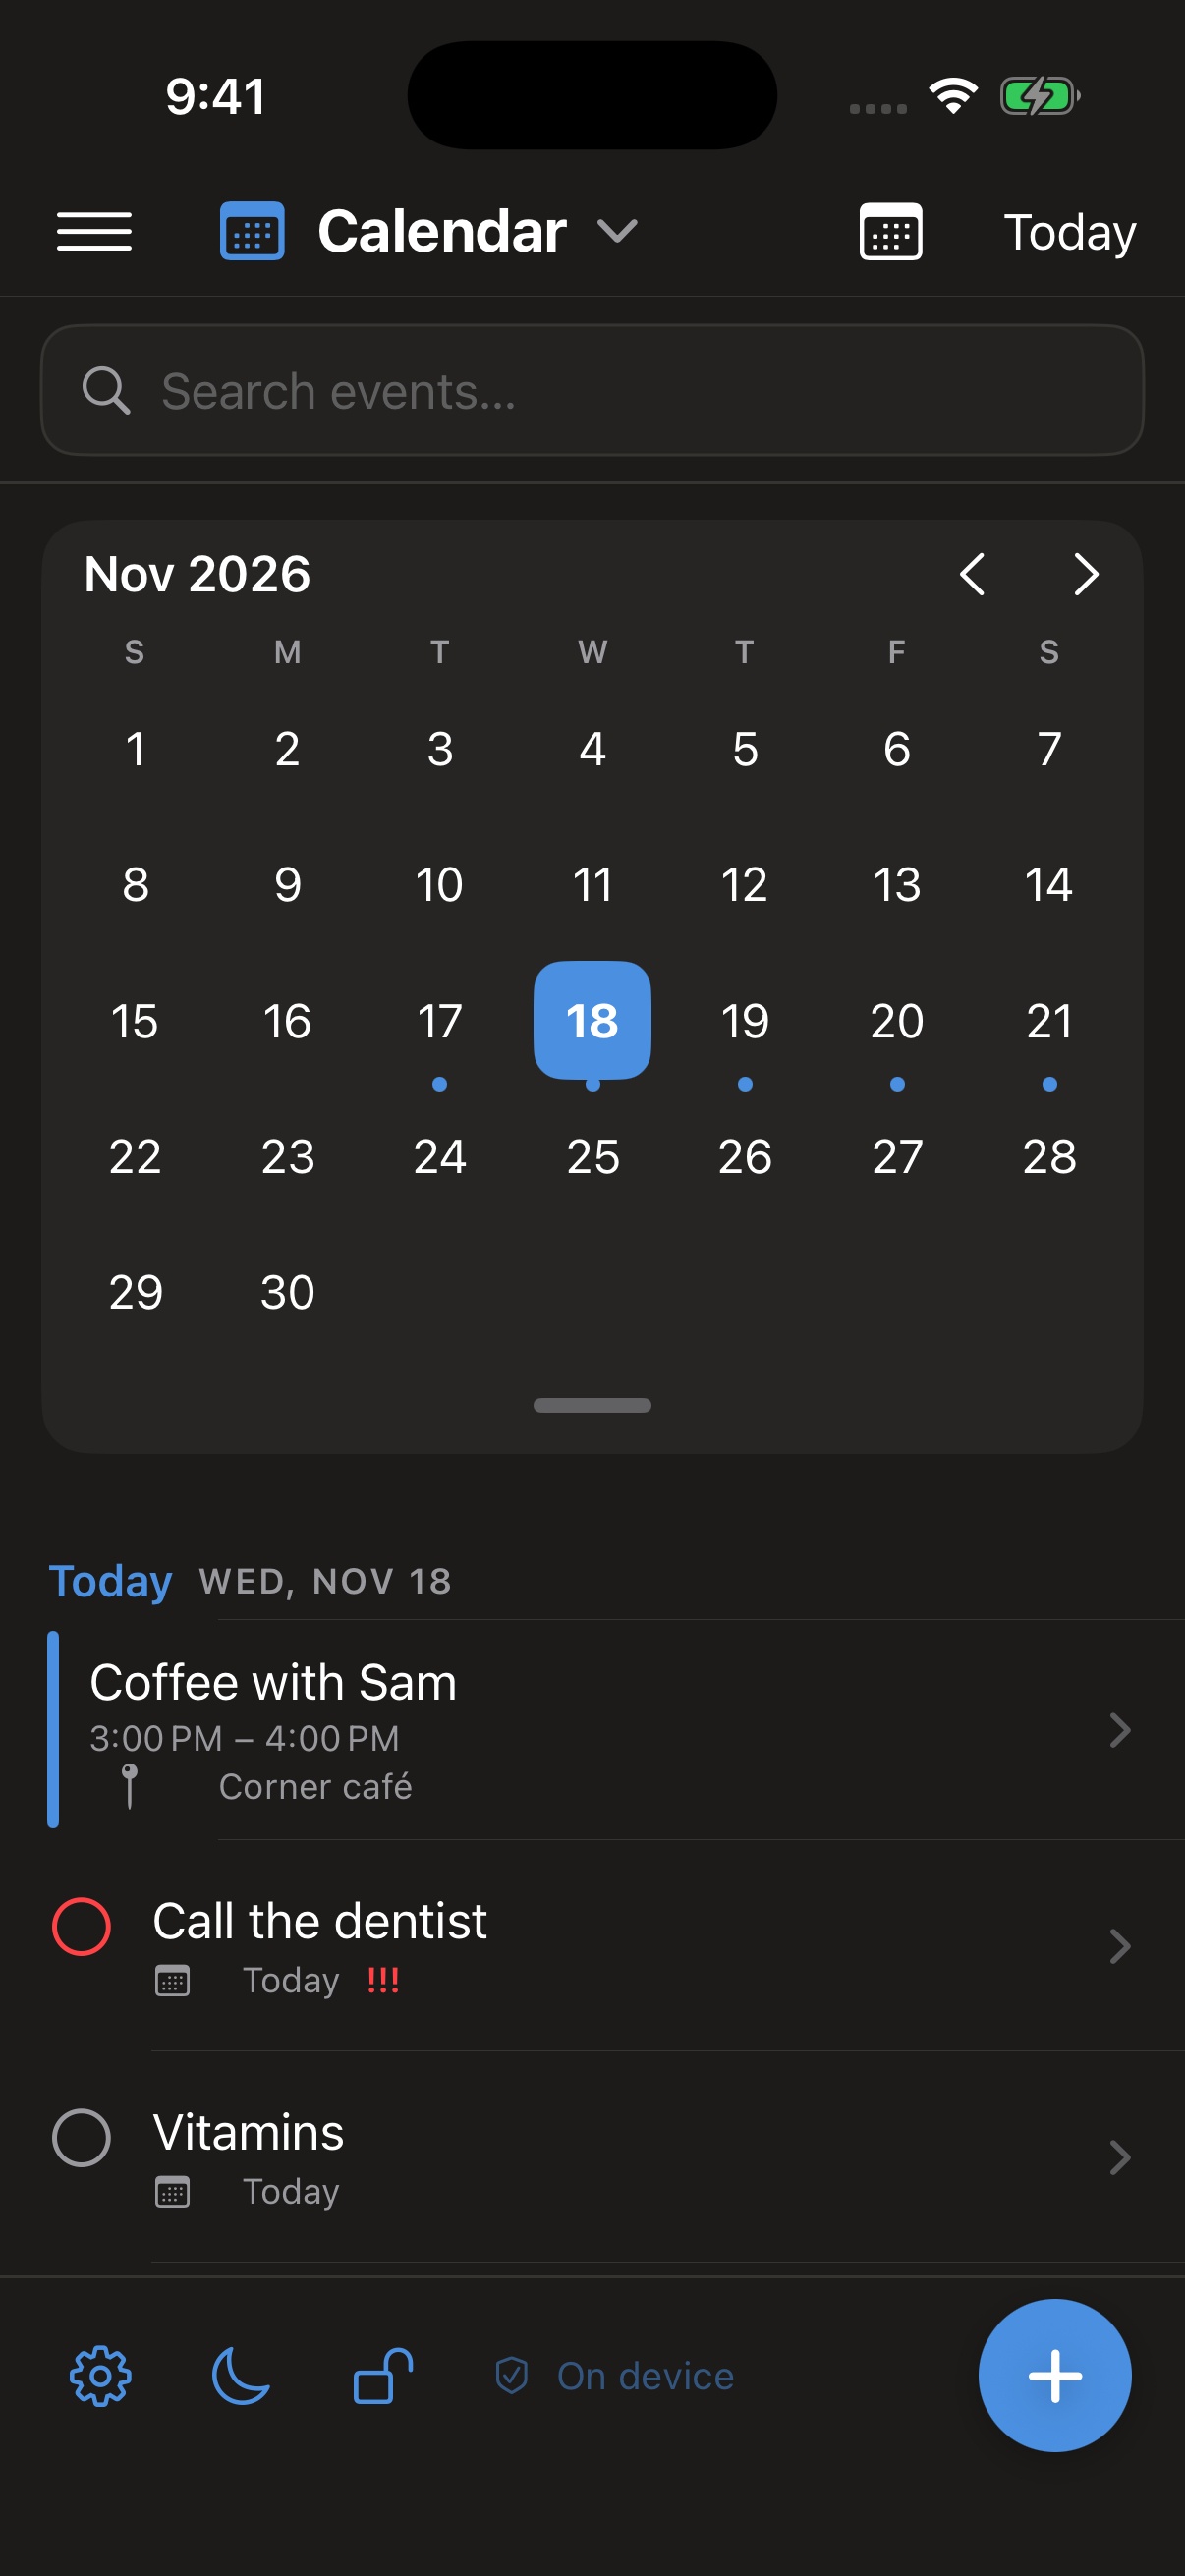 9:41
Calendar Today
Search events...
Nov 2026
S M T W T F S
1 2 3 4 5 6 7
8 9 10 11 12 13 14
15 16 17 18 19 20 21
22 23 24 25 26 27 28
29 30
Today WED, NOV 18
Coffee with Sam
3:00 PM – 4:00 PM
Corner café
Call the dentist
Today !!!
Vitamins
Today
On device